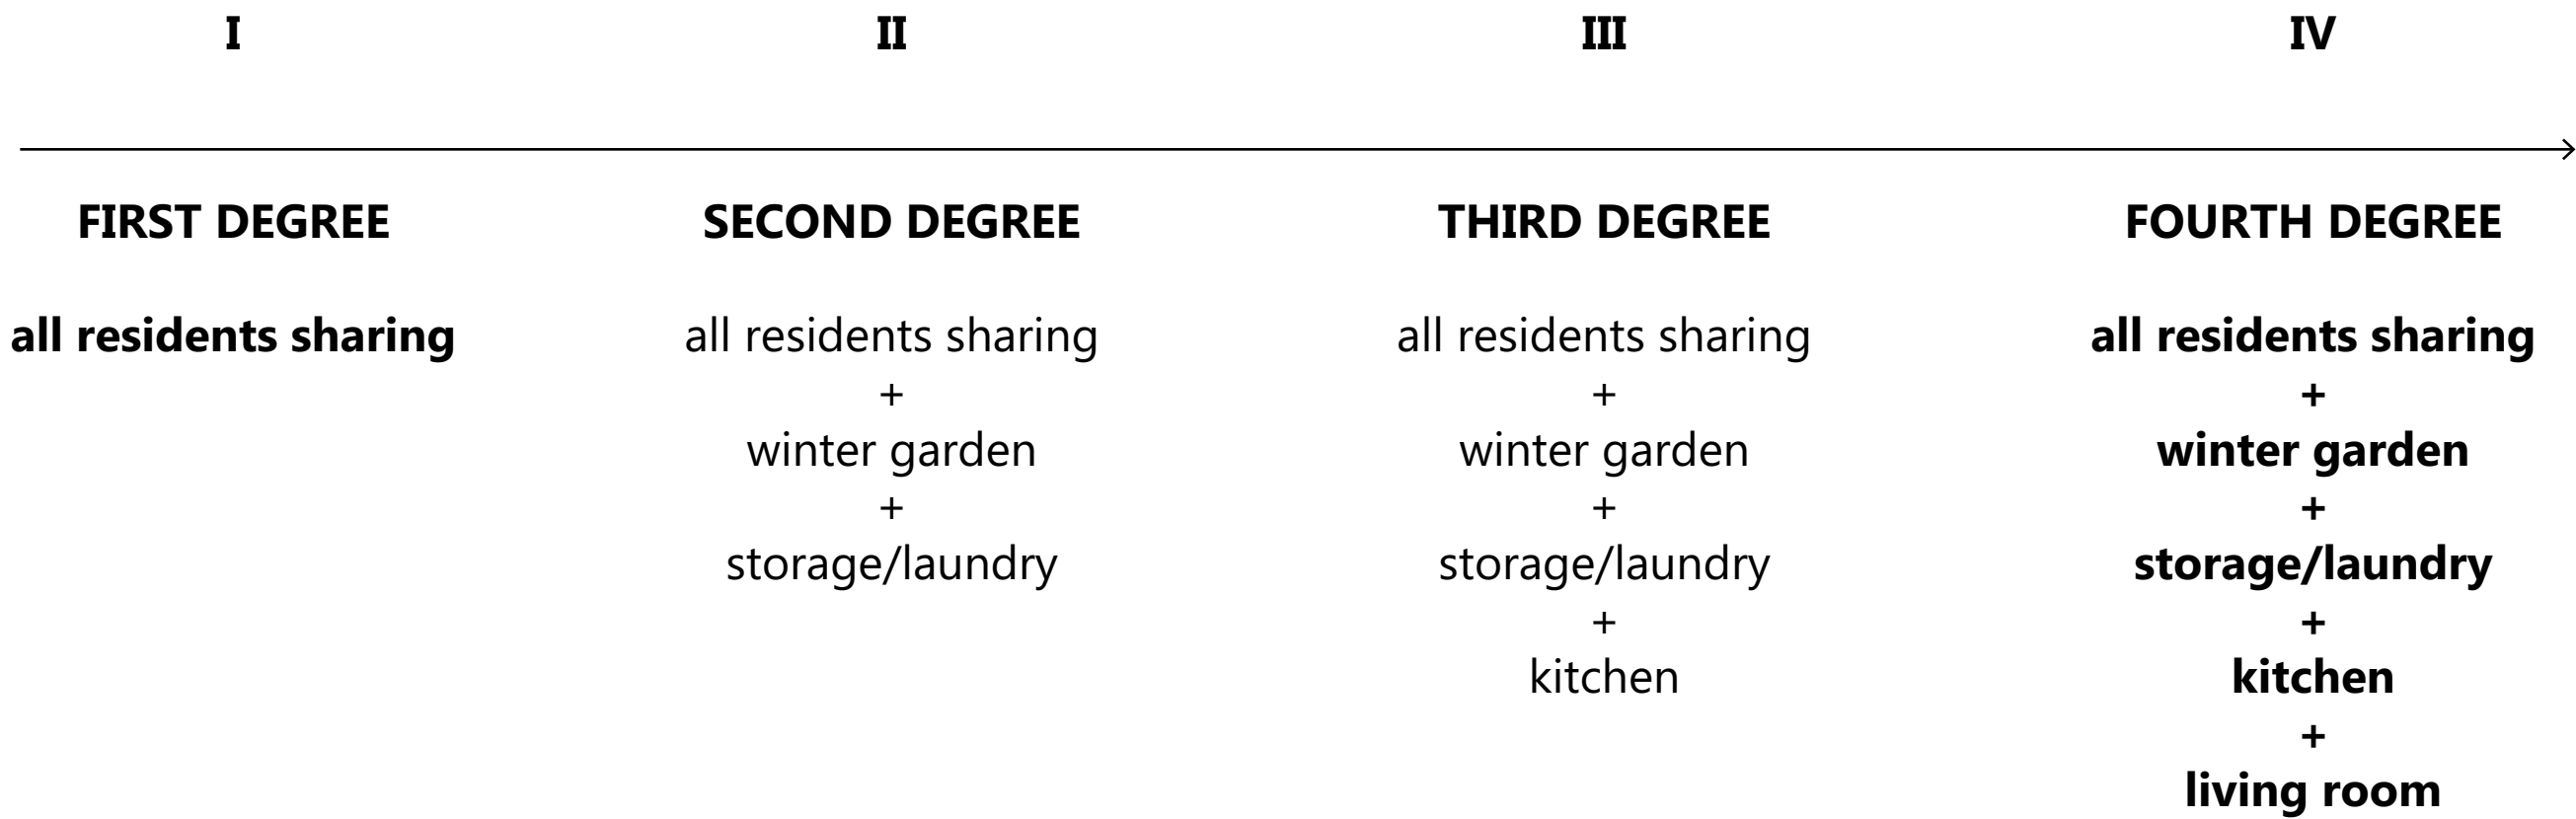 I
II
III
IV
FIRST DEGREE
SECOND DEGREE
THIRD DEGREE
FOURTH DEGREE
all residents sharing
all residents sharing
+
winter garden
+
storage/laundry
all residents sharing
+
winter garden
+
storage/laundry
+
kitchen
all residents sharing
+
winter garden
+
storage/laundry
+
kitchen
+
living room